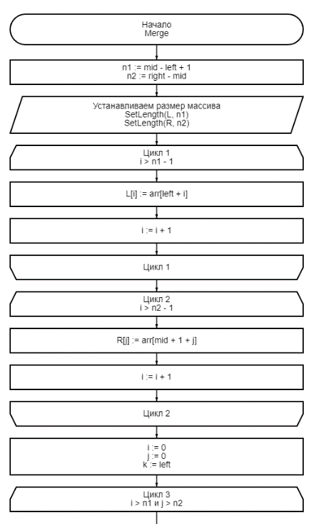 Начало
Merge
n1 := mid - left + 1
n2 := right - mid
Устанавливаем размер массива
SetLength(L, n1)
SetLength(R, n2)
Цикл 1
i > n1 - 1
L[i] := arr[left + i]
i := i + 1
Цикл 1
Цикл 2
i > n2 - 1
R[j] := arr[mid + 1 + j]
i := i + 1
Цикл 2
i := 0
j := 0
k := left
Цикл 3
i > n1 и j > n2